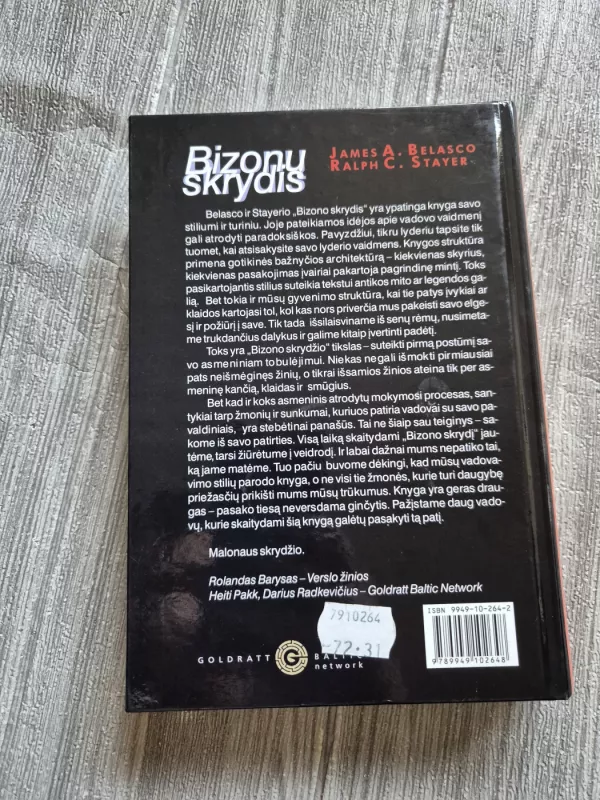 Bizonų
skrydis
JAMES A. BELASCO
RALPH C. STAYER
Belasco ir Stayerio „Bizono skrydis“ yra ypatinga knyga savo
stiliumi ir turiniu. Joje pateikiamos idėjos apie vadovo vaidmenį
gali atrodyti paradoksiškos. Pavyzdžiui, tikru lyderiu tapsite tik
tuomet, kai atsisakysite savo lyderio vaidmens. Knygos struktūra
primena gotikinės bažnyčios architektūrą – kiekvienas skyrius,
kiekvienas pasakojimas įvairiai pakartoja pagrindinę mintį. Toks
pasikartojantis stilius suteikia tekstui antikos mito ar legendos ga-
lią. Bet tokia ir mūsų gyvenimo struktūra, kai tie patys įvykiai ar
klaidos kartojasi tol, kol kas nors priverčia mus pakeisti savo elge-
sį ir požiūrį į save. Tik tada išsilaisviname iš senų rėmų, nusimeta-
me trukdančius dalykus ir galime kitaip įvertinti padėtį.
Toks yra „Bizono skrydžio“ tikslas – suteikti pirmą postūmį sa-
vo asmeniniam tobulėjimui. Niekas negali išmokti pirmiausiai
pats neišmėginęs žinių, o tikrai išsamios žinios ateina tik per as-
meninę kančią, klaidas ir smūgius.
Bet kad ir koks asmeninis atrodytų mokymosi procesas, san-
tykiai tarp žmonių ir sunkumai, kuriuos patiria vadovai su savo pa-
valdiniais, yra stebėtinai panašūs. Tai ne šiaip sau teiginys – sa-
kome iš savo patirties. Visą laiką skaitydami „Bizono skrydį“ jau-
tėme, tarsi žiūrėtume į veidrodį. Ir labai dažnai mums nepatiko tai,
ką jame matėme. Tuo pačiu buvome dėkingi, kad mūsų vadova-
vimo stilių parodo knyga, o ne visi tie žmonės, kurie turi daugybę
priežasčių prikišti mums mūsų trūkumus. Knyga yra geras drau-
gas – pasako tiesą neversdama ginčytis. Pažįstame daug vado-
vų, kurie skaitydami šią knygą galėtų pasakyti tą patį.
Malonaus skrydžio.
Rolandas Barysas – Verslo žinios
Heiti Pakk, Darius Radkevičius – Goldratt Baltic Network
7910264
72.31
GOLDRATT G BALTIC
network
ISBN 9949-10-264-2
9 789949 102648